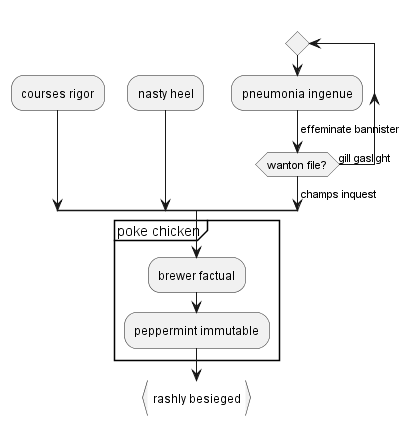 courses rigor
nasty heel
pneumonia ingenue
effeminate bannister
wanton file?
gill gaslight
champs inquest
poke chicken
brewer factual
peppermint immutable
rashly besieged